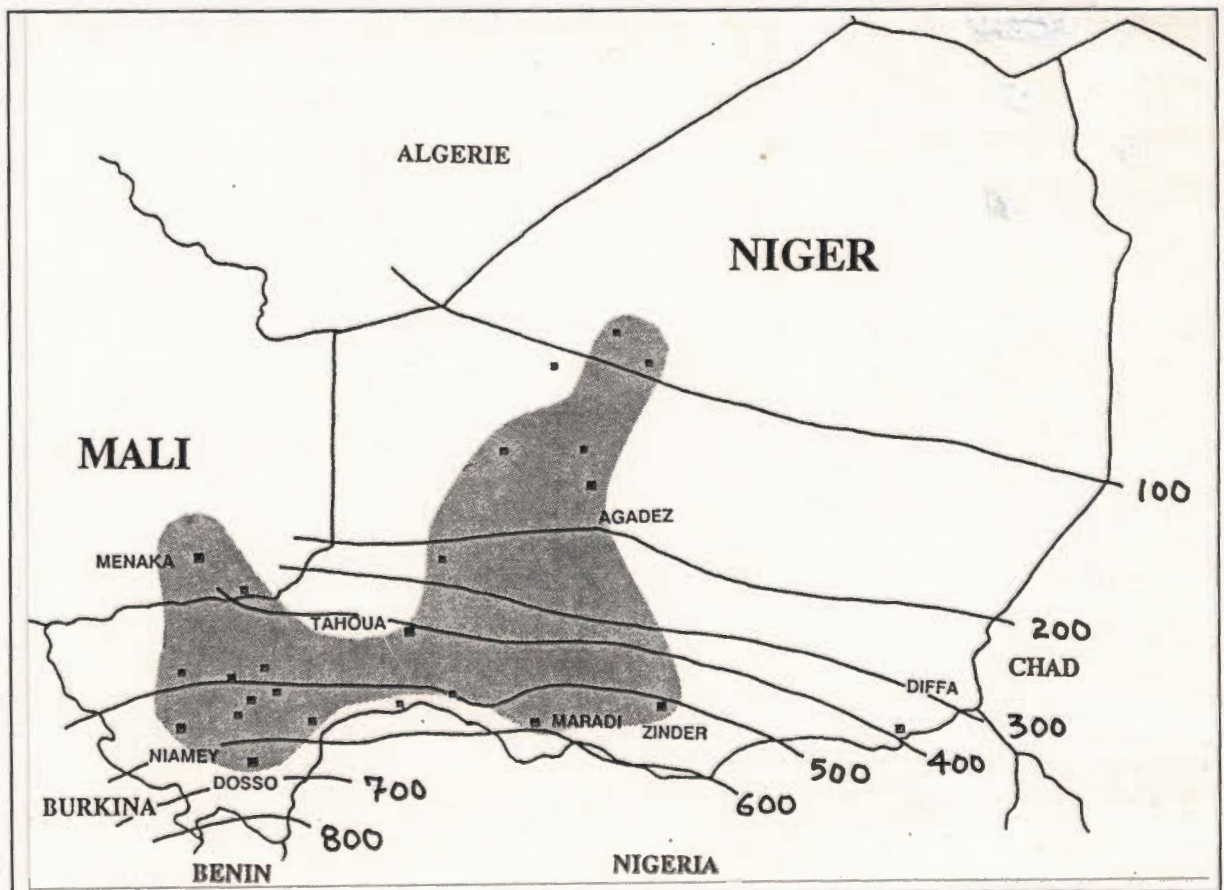 ALGERIE
NIGER
MALI
100
AGADEZ
MENAKA
TAHOUA
200
CHAD
DIFFA
300
MARADI
ZINDER
NIAMEY
500
400
DOSSO
700
600
BURKINA
800
BENIN
NIGERIA